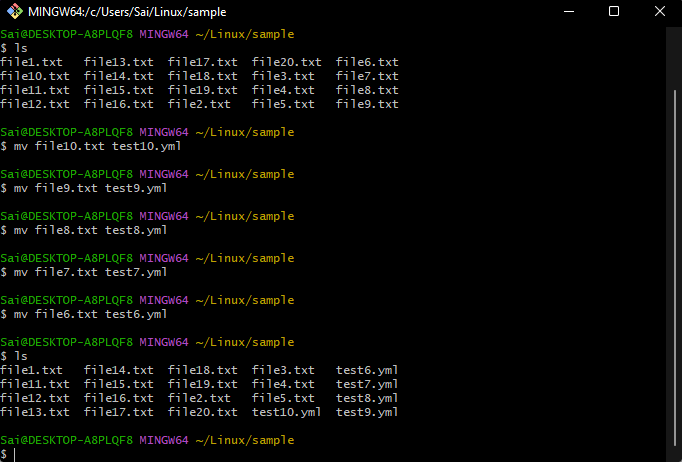 MINGW64:/c/Users/Sai/Linux/sample
Sai@DESKTOP-A8PLQF8 MINGW64 ~/Linux/sample
$ ls
file1.txt file13.txt file17.txt file20.txt file6.txt
file10.txt file14.txt file18.txt file3.txt file7.txt
file11.txt file15.txt file19.txt file4.txt file8.txt
file12.txt file16.txt file2.txt file5.txt file9.txt
Sai@DESKTOP-A8PLQF8 MINGW64 ~/Linux/sample
$ mv file10.txt test10.yml
Sai@DESKTOP-A8PLQF8 MINGW64 ~/Linux/sample
$ mv file9.txt test9.yml
Sai@DESKTOP-A8PLQF8 MINGW64 ~/Linux/sample
$ mv file8.txt test8.yml
Sai@DESKTOP-A8PLQF8 MINGW64 ~/Linux/sample
$ mv file7.txt test7.yml
Sai@DESKTOP-A8PLQF8 MINGW64 ~/Linux/sample
$ mv file6.txt test6.yml
Sai@DESKTOP-A8PLQF8 MINGW64 ~/Linux/sample
$ ls
file1.txt file14.txt file18.txt file3.txt test6.yml
file11.txt file15.txt file19.txt file4.txt test7.yml
file12.txt file16.txt file2.txt file5.txt test8.yml
file13.txt file17.txt file20.txt test10.yml test9.yml
Sai@DESKTOP-A8PLQF8 MINGW64 ~/Linux/sample
$